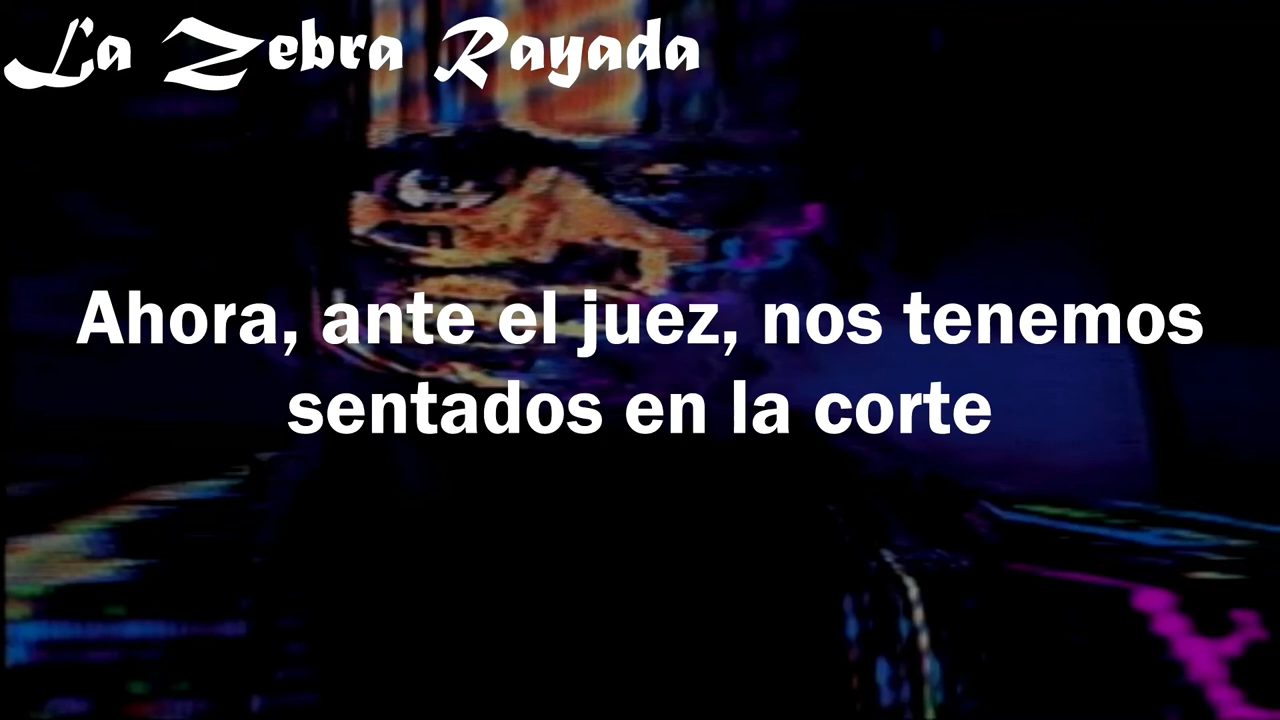 La Zebra Rayada
Ahora, ante el juez, nos tenemos
sentados en la corte